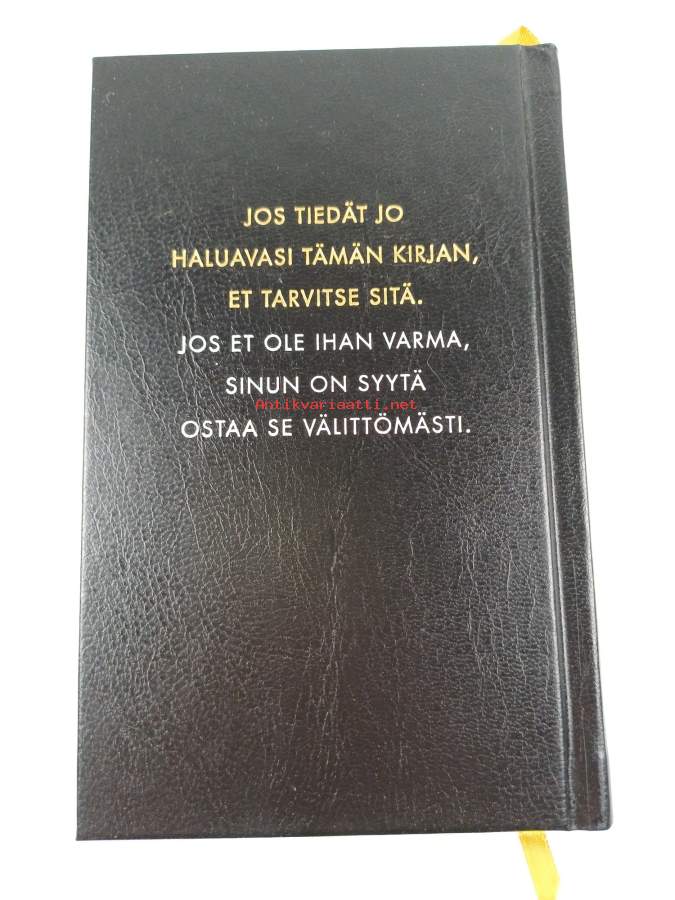 JOS TIEDÄT JO
HALUAVASI TÄMÄN KIRJAN,
ET TARVITSE SITÄ.
JOS ET OLE IHAN VARMA,
SINUN ON SYYTÄ
Antikvariaatti.net
OSTAA SE VÄLITTÖMÄSTI.